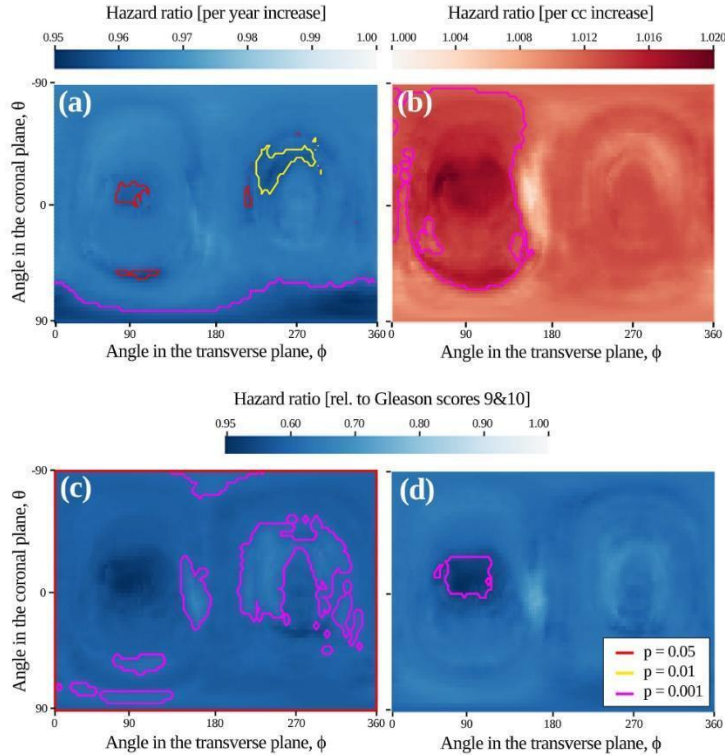 Hazard ratio [per year increase]
0.95 0.96 0.97 0.98 0.99 1.00
Hazard ratio [per cc increase]
1.000 1.004 1.008 1.012 1.016 1.020
(a)
(b)
-90
0
90
Angle in the coronal plane, θ
0 90 180 270 360
Angle in the transverse plane, ϕ
0 90 180 270 360
Angle in the transverse plane, ϕ
Hazard ratio [rel. to Gleason scores 9&10]
0.95 0.60 0.70 0.80 0.90 1.00
(c)
(d)
-90
0
90
Angle in the coronal plane, θ
p = 0.05
p = 0.01
p = 0.001
0 90 180 270 360
Angle in the transverse plane, ϕ
0 90 180 270 360
Angle in the transverse plane, ϕ